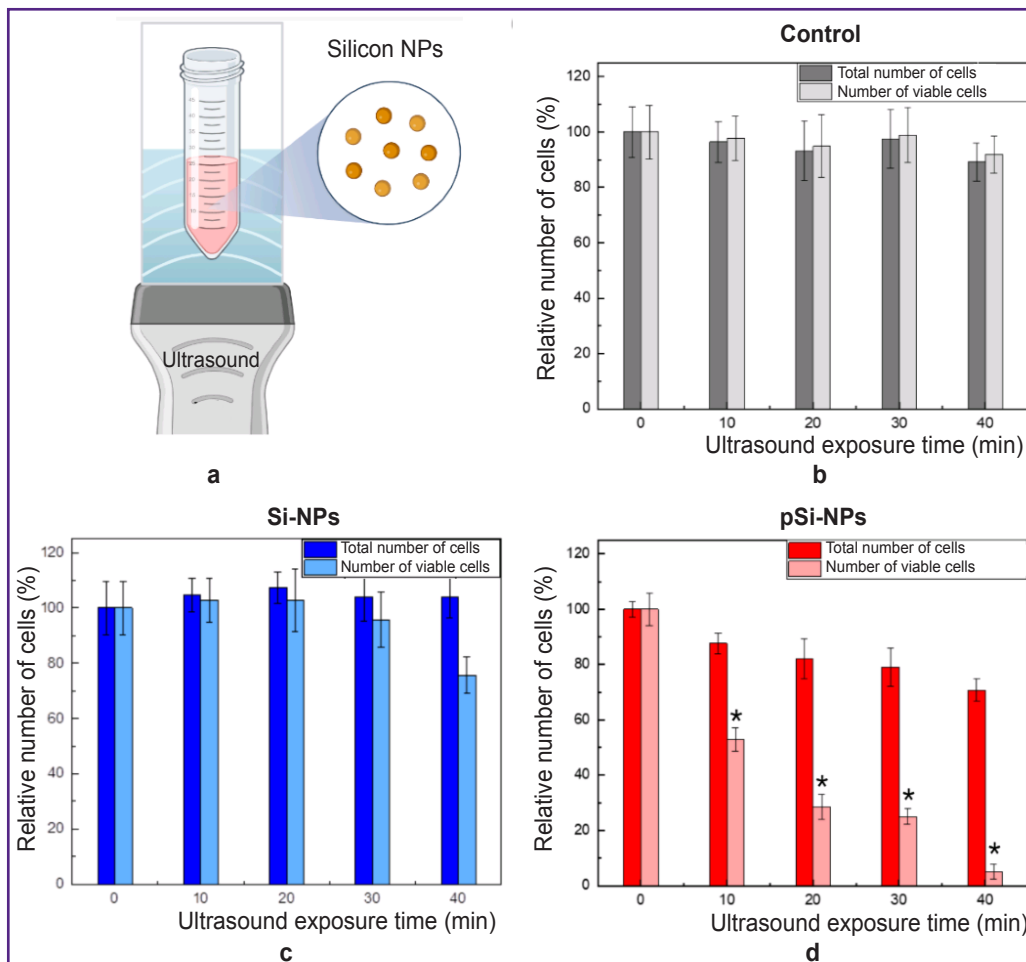 Silicon NPs
Ultrasound
a
Control
Total number of cells
Number of viable cells
Relative number of cells (%)
120
100
80
60
40
20
0
0 10 20 30 40
Ultrasound exposure time (min)
b
Si-NPs
Total number of cells
Number of viable cells
Relative number of cells (%)
120
100
80
60
40
20
0
0 10 20 30 40
Ultrasound exposure time (min)
c
pSi-NPs
Total number of cells
Number of viable cells
Relative number of cells (%)
120
100
80
60
40
20
0
*
*
*
*
0 10 20 30 40
Ultrasound exposure time (min)
d